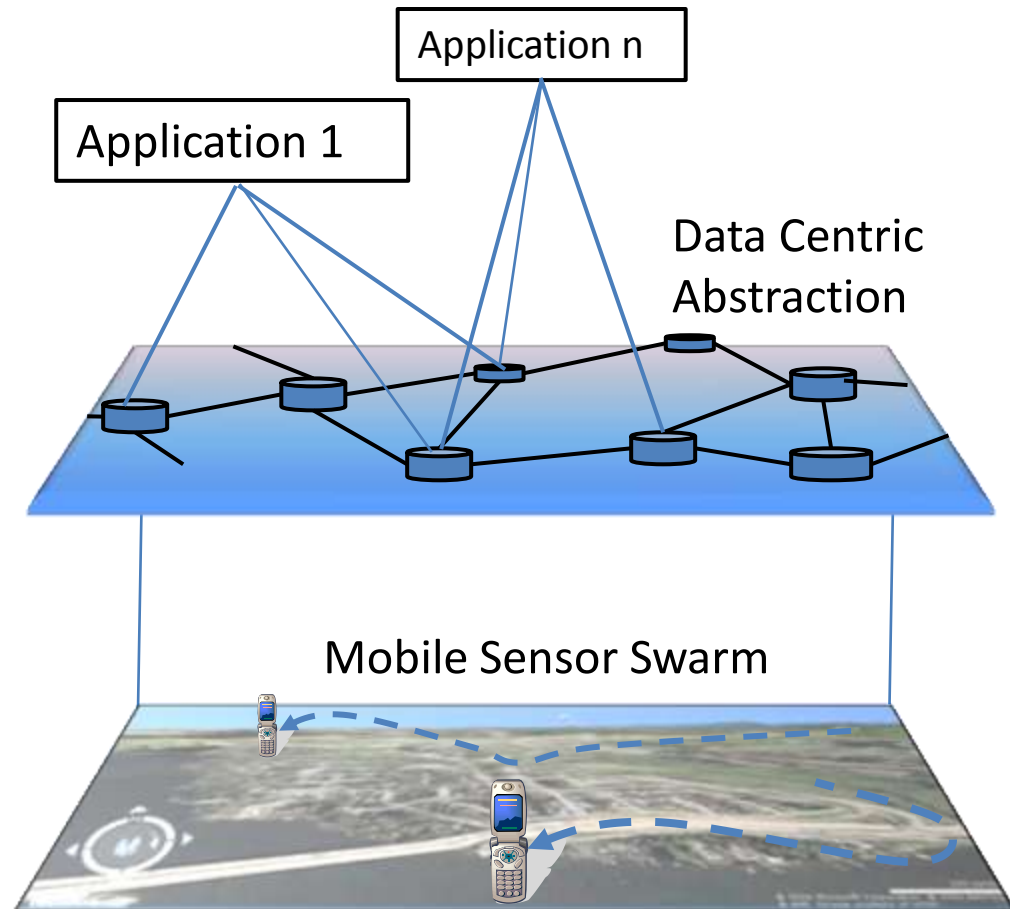 Application n
Application 1
Data Centric
Abstraction
Mobile Sensor Swarm